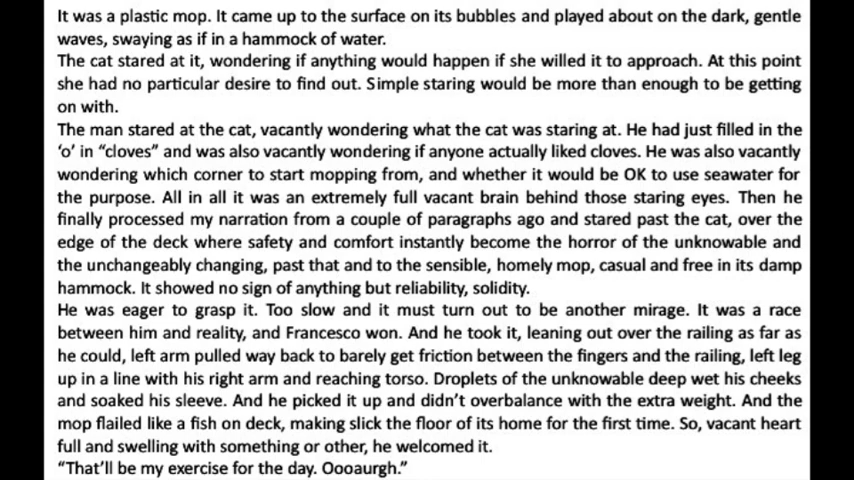 It was a plastic mop. It came up to the surface on its bubbles and played about on the dark, gentle
waves, swaying as if in a hammock of water.
The cat stared at it, wondering if anything would happen if she willed it to approach. At this point
she had no particular desire to find out. Simple staring would be more than enough to be getting
on with.
The man stared at the cat, vacantly wondering what the cat was staring at. He had just filled in the
‘o’ in “cloves” and was also vacantly wondering if anyone actually liked cloves. He was also vacantly
wondering which corner to start mopping from, and whether it would be OK to use seawater for
the purpose. All in all it was an extremely full vacant brain behind those staring eyes. Then he
finally processed my narration from a couple of paragraphs ago and stared past the cat, over the
edge of the deck where safety and comfort instantly become the horror of the unknowable and
the unchangeably changing, past that and to the sensible, homely mop, casual and free in its damp
hammock. It showed no sign of anything but reliability, solidity.
He was eager to grasp it. Too slow and it must turn out to be another mirage. It was a race
between him and reality, and Francesco won. And he took it, leaning out over the railing as far as
he could, left arm pulled way back to barely get friction between the fingers and the railing, left leg
up in a line with his right arm and reaching torso. Droplets of the unknowable deep wet his cheeks
and soaked his sleeve. And he picked it up and didn’t overbalance with the extra weight. And the
mop flailed like a fish on deck, making slick the floor of its home for the first time. So, vacant heart
full and swelling with something or other, he welcomed it.
“That’ll be my exercise for the day. Oooaurgh.”